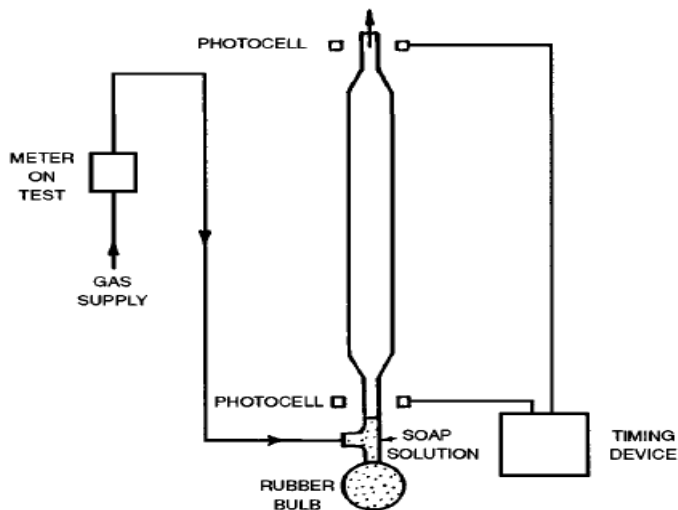 PHOTOCELL
METER
ON
TEST
GAS
SUPPLY
PHOTOCELL
SOAP
SOLUTION
RUBBER
BULB
TIMING
DEVICE